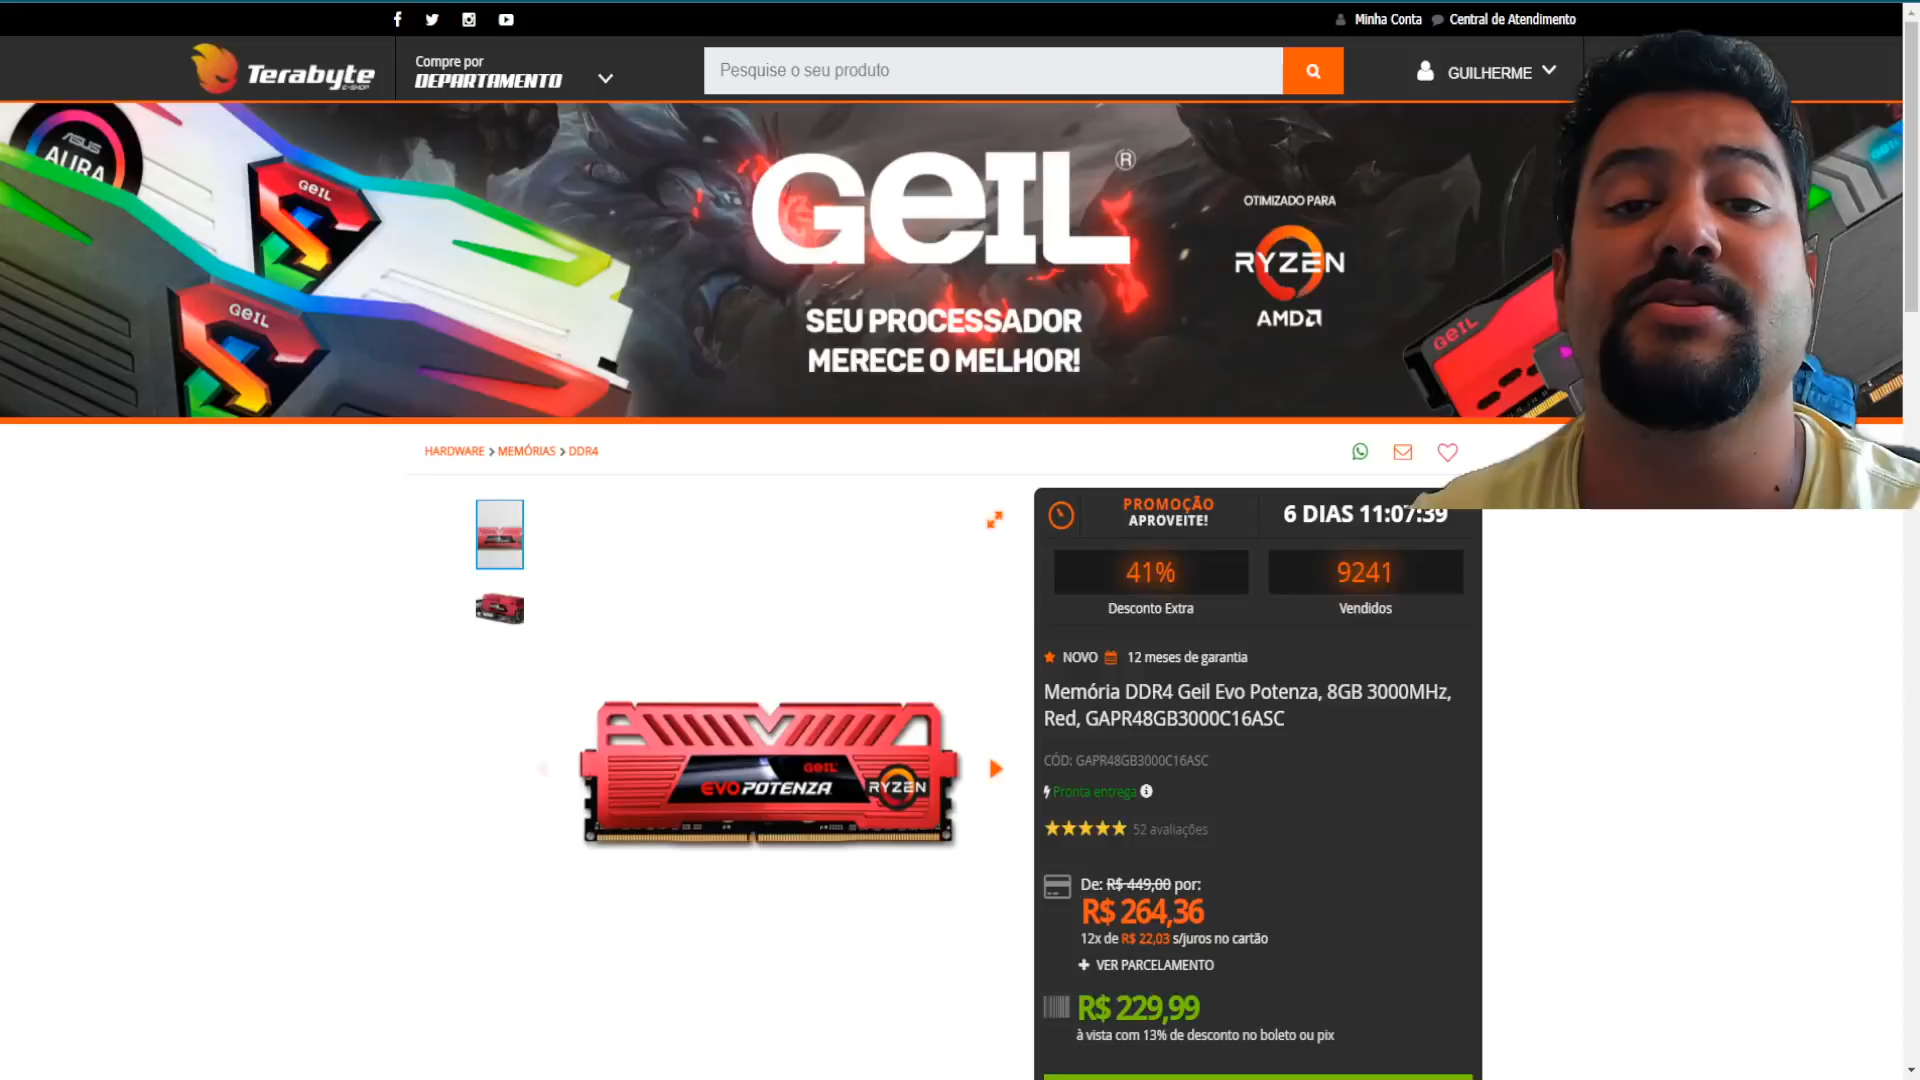 Minha Conta
Central de Atendimento
Terabyte
E-SHOP
Compre por
DEPARTAMENTO
Pesquise o seu produto
GUILHERME
ASUS
AURA
GeIL
GeIL
GeIL ®
SEU PROCESSADOR
MERECE O MELHOR!
OTIMIZADO PARA
RYZEN
AMD
GeIL
HARDWARE > MEMÓRIAS > DDR4
PROMOÇÃO
APROVEITE!
6 DIAS 11:07:39
41%
Desconto Extra
9241
Vendidos
NOVO
12 meses de garantia
Memória DDR4 Geil Evo Potenza, 8GB 3000MHz,
Red, GAPR48GB3000C16ASC
CÓD: GAPR48GB3000C16ASC
Pronta entrega
52 avaliações
GeIL
EVO POTENZA
RYZEN
De: R$ 449,00 por:
R$ 264,36
12x de R$ 22,03 s/juros no cartão
+ VER PARCELAMENTO
R$ 229,99
à vista com 13% de desconto no boleto ou pix